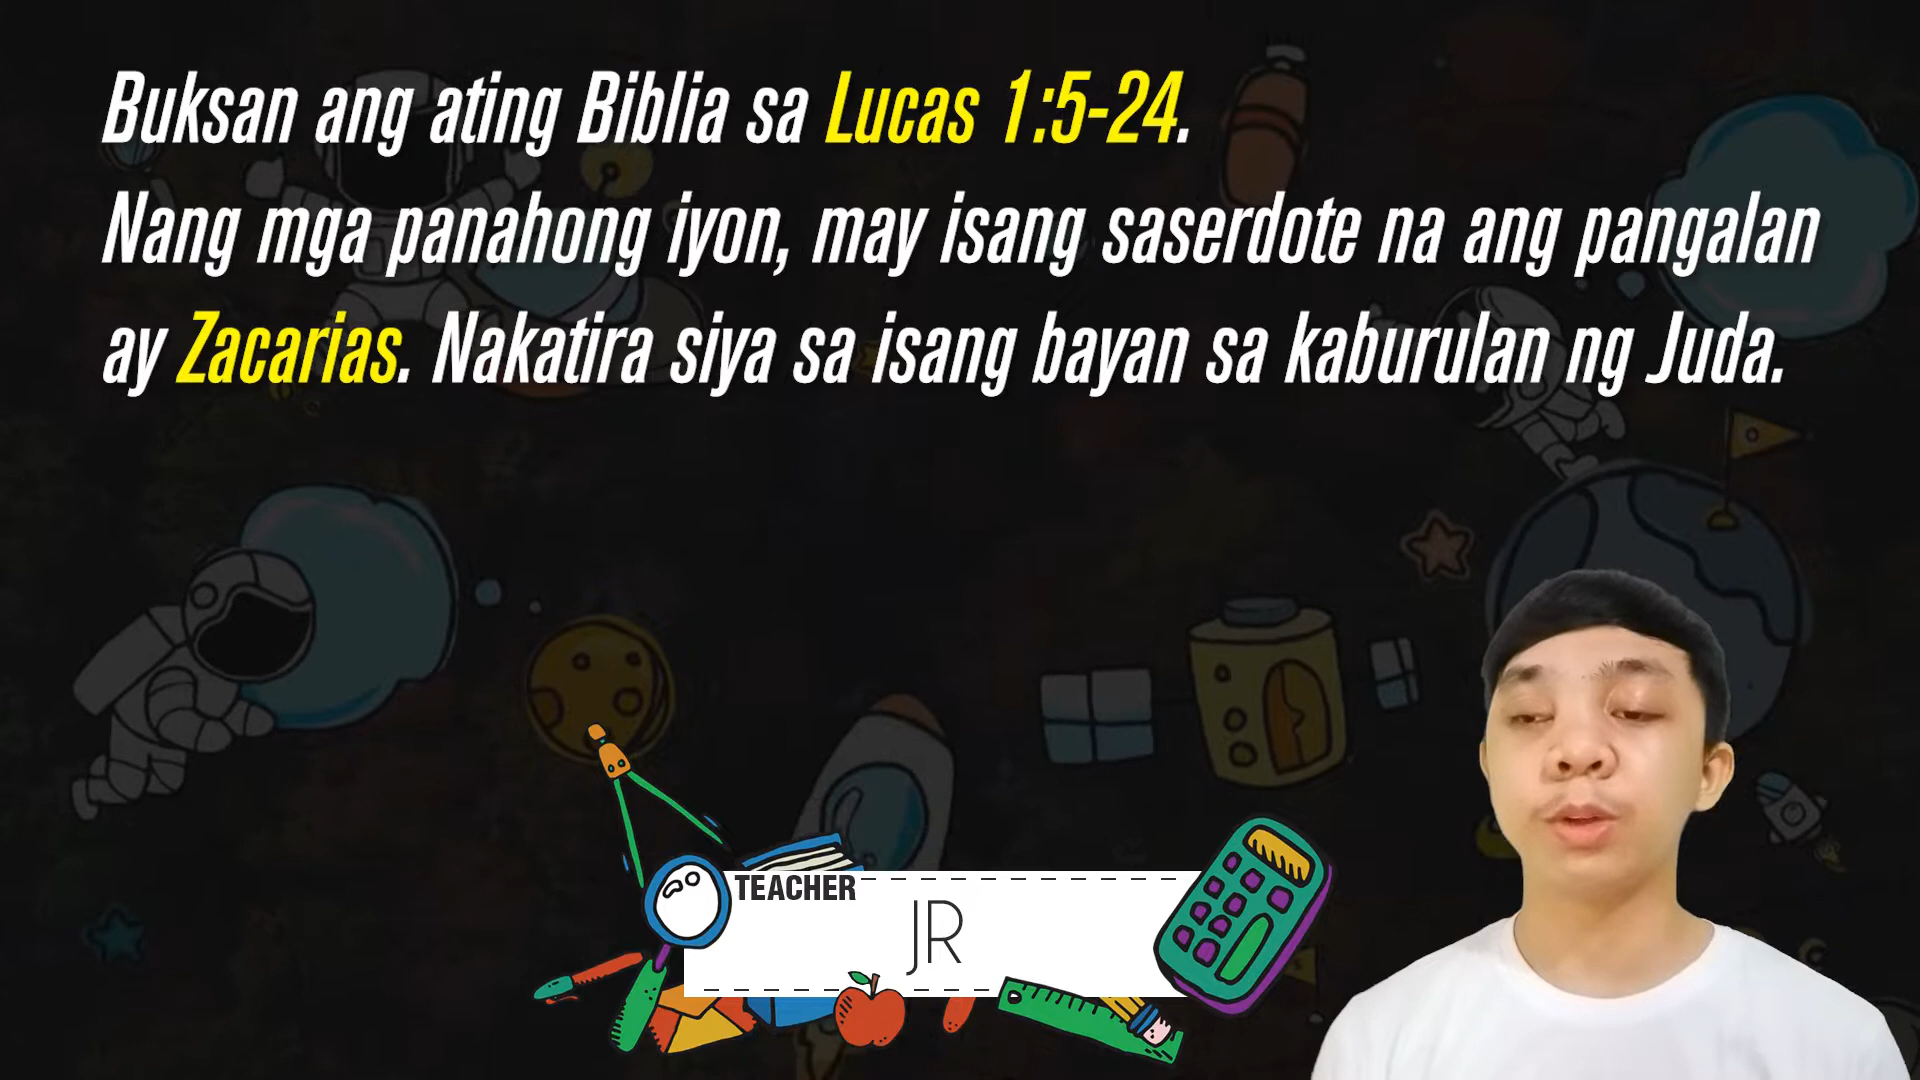 Buksan ang ating Biblia sa Lucas 1:5-24.
Nang mga panahong iyon, may isang saserdote na ang pangalan
ay Zacarias. Nakatira siya sa isang bayan sa kaburulan ng Juda.
TEACHER
JR